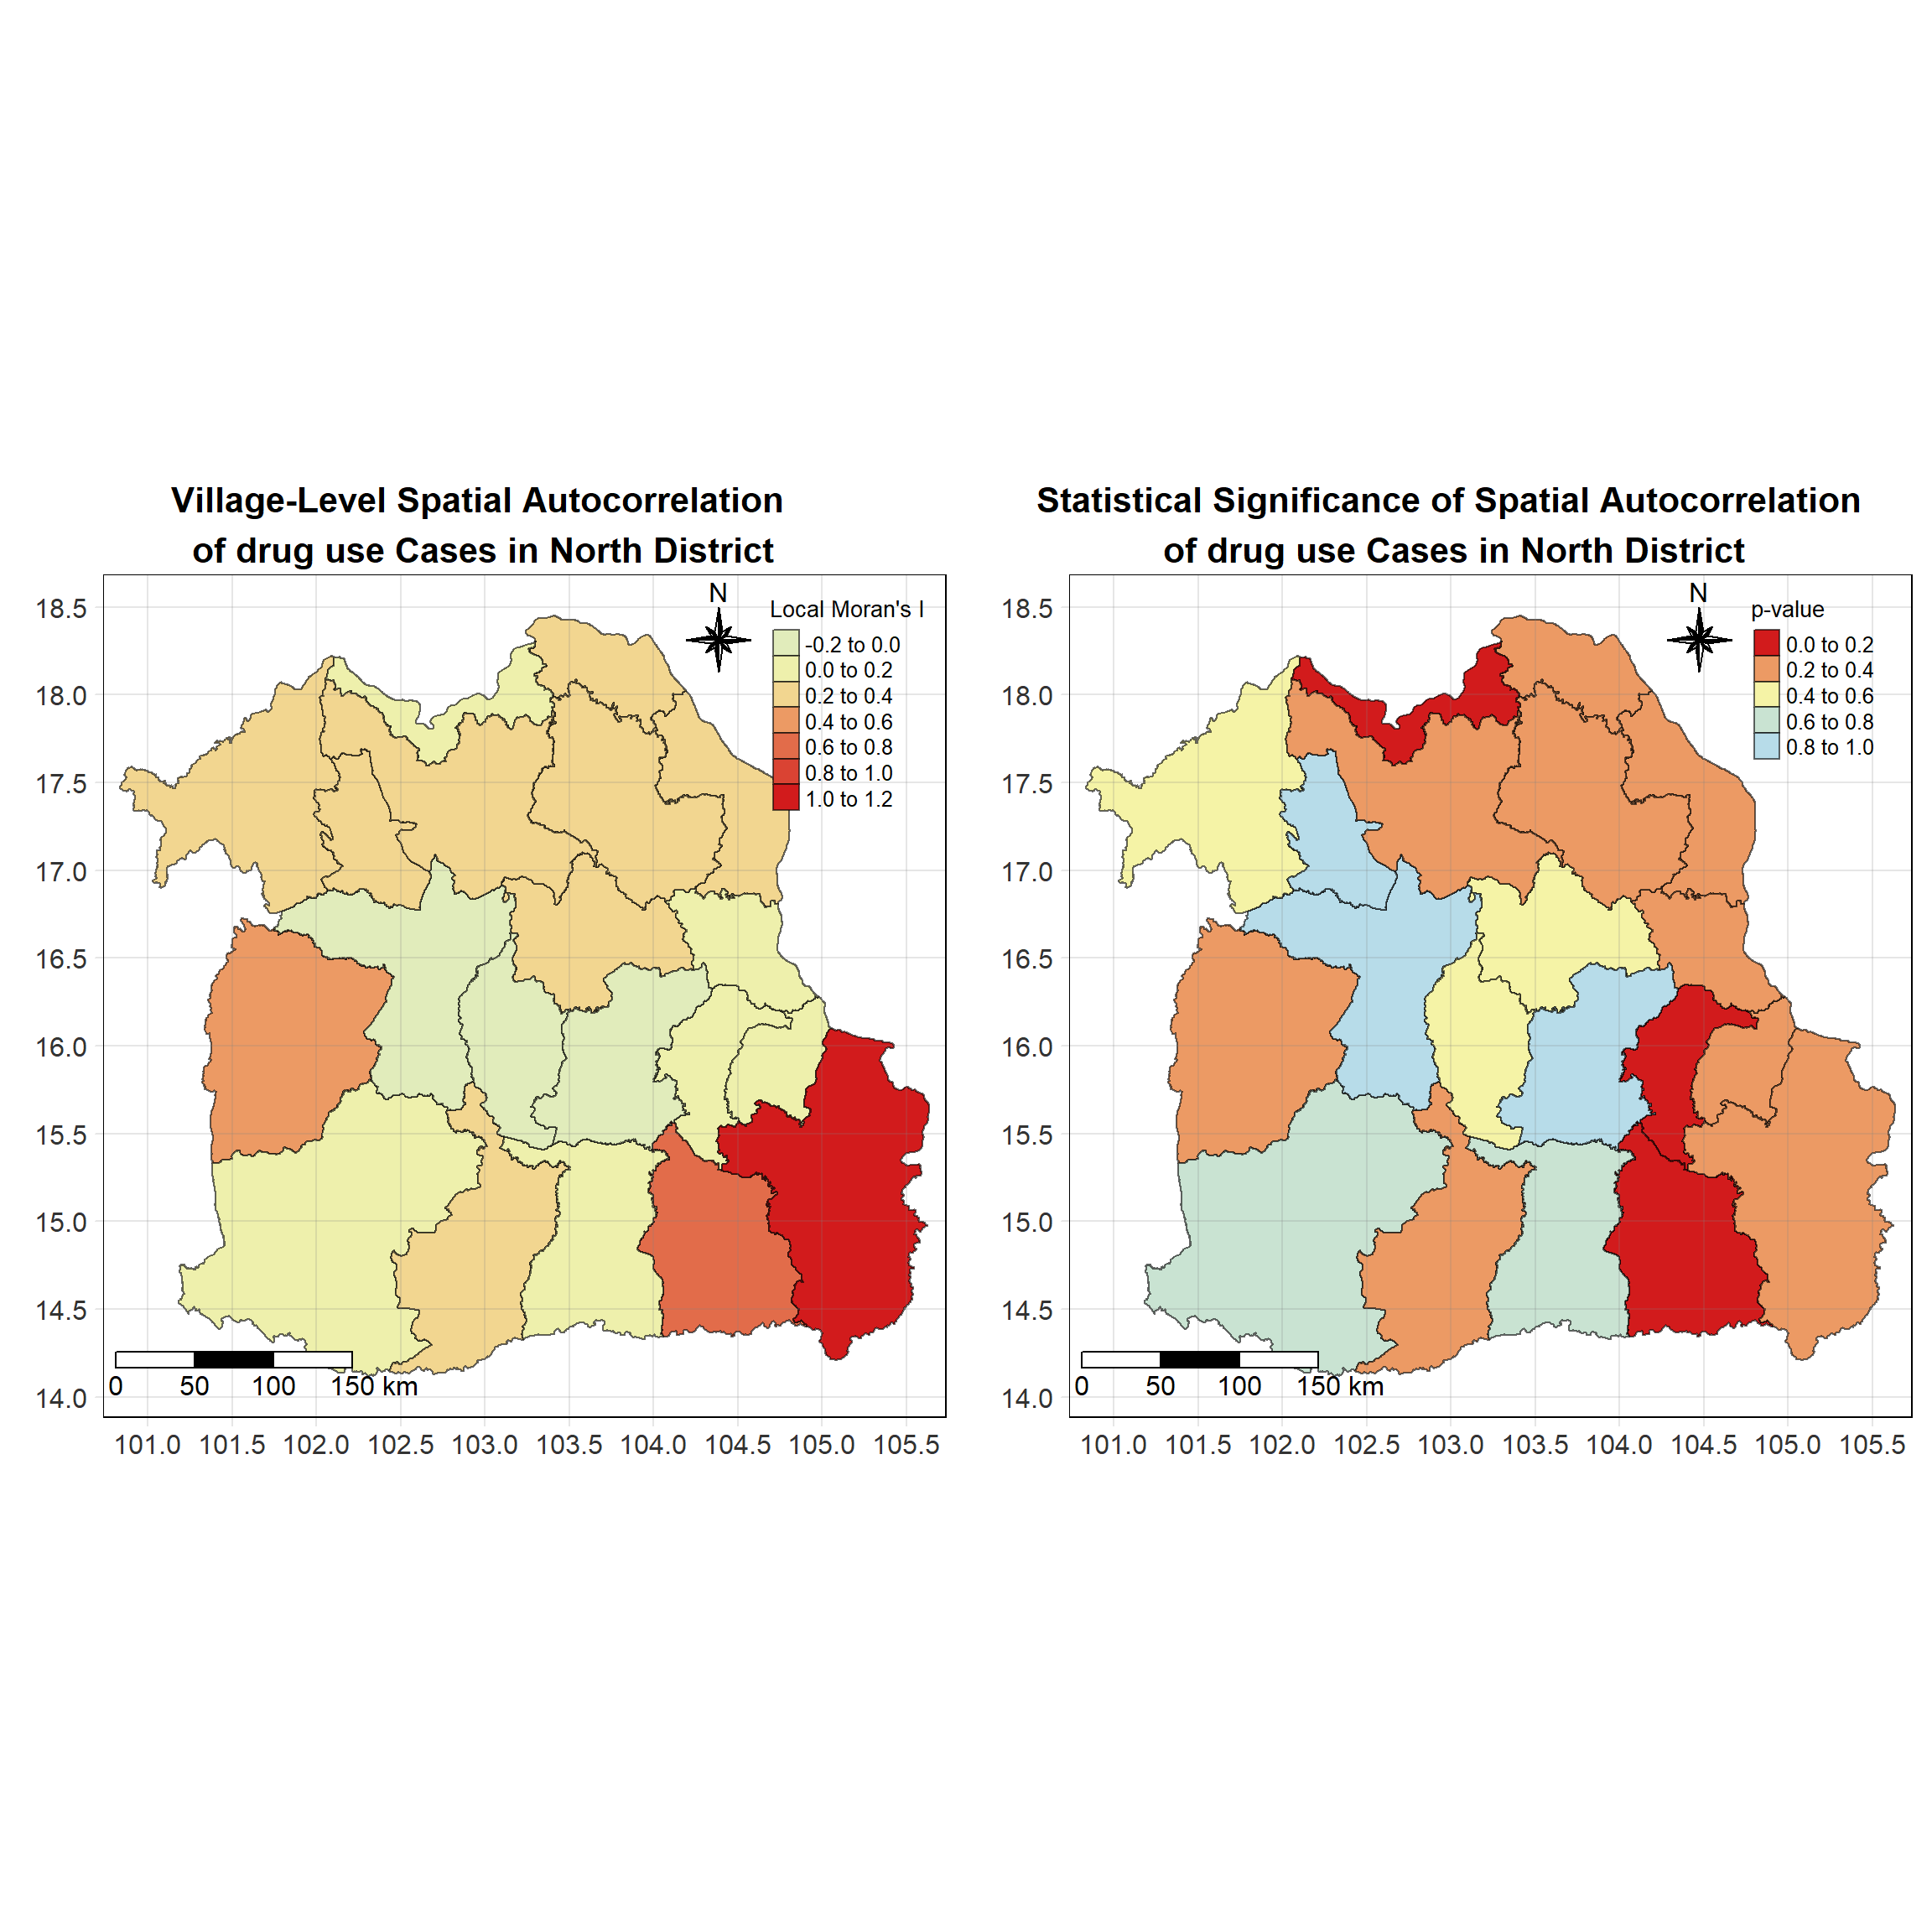 Village-Level Spatial Autocorrelation
of drug use Cases in North District
N
Local Moran's I
-0.2 to 0.0
0.0 to 0.2
0.2 to 0.4
0.4 to 0.6
0.6 to 0.8
0.8 to 1.0
1.0 to 1.2
18.5
18.0
17.5
17.0
16.5
16.0
15.5
15.0
14.5
14.0
0 50 100 150 km
101.0 101.5 102.0 102.5 103.0 103.5 104.0 104.5 105.0 105.5
Statistical Significance of Spatial Autocorrelation
of drug use Cases in North District
N
p-value
0.0 to 0.2
0.2 to 0.4
0.4 to 0.6
0.6 to 0.8
0.8 to 1.0
18.5
18.0
17.5
17.0
16.5
16.0
15.5
15.0
14.5
14.0
0 50 100 150 km
101.0 101.5 102.0 102.5 103.0 103.5 104.0 104.5 105.0 105.5